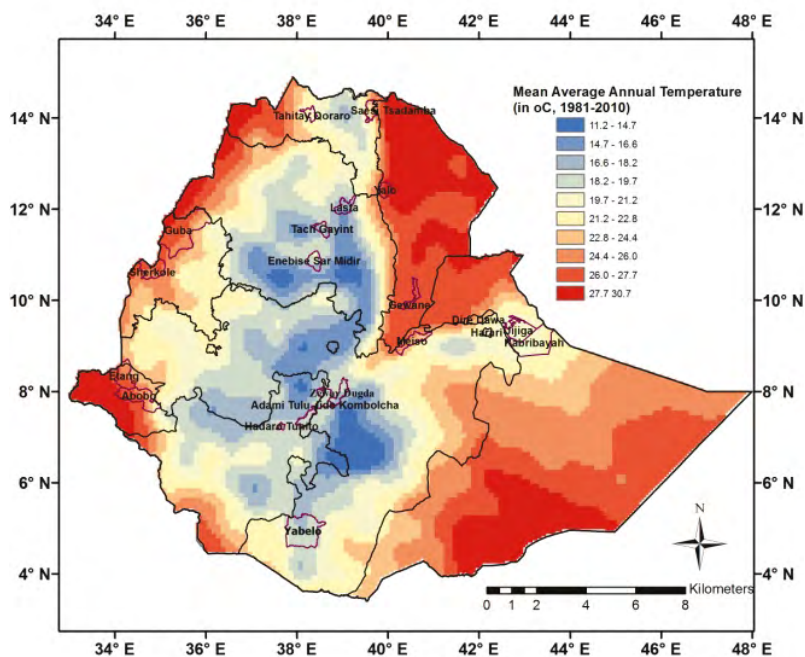 34° E 36° E 38° E 40° E 42° E 44° E 46° E 48° E
Mean Average Annual Temperature
(in oC, 1981-2010)
11.2 - 14.7
14.7 - 16.6
16.6 - 18.2
18.2 - 19.7
19.7 - 21.2
21.2 - 22.8
22.8 - 24.4
24.4 - 26.0
26.0 - 27.7
27.7 30.7
14° N
14° N
Tahitay Qoraro
Saesi Tsadamba
12° N
12° N
Yalo
Lasta
Tach Gayint
Guba
Enebise Sar Midir
Sherkole
10° N
10° N
Gewane
Dire Dawa
Harari
Jijiga
Kabribayah
Meiso
8° N
8° N
Etang
Abobo
Dugda
Adami Tulu Jido Kombolcha
Hadaro Tunito
6° N
6° N
Yabelo
N
4° N
4° N
Kilometers
0 1 2 4 6 8
34° E 36° E 38° E 40° E 42° E 44° E 46° E 48° E